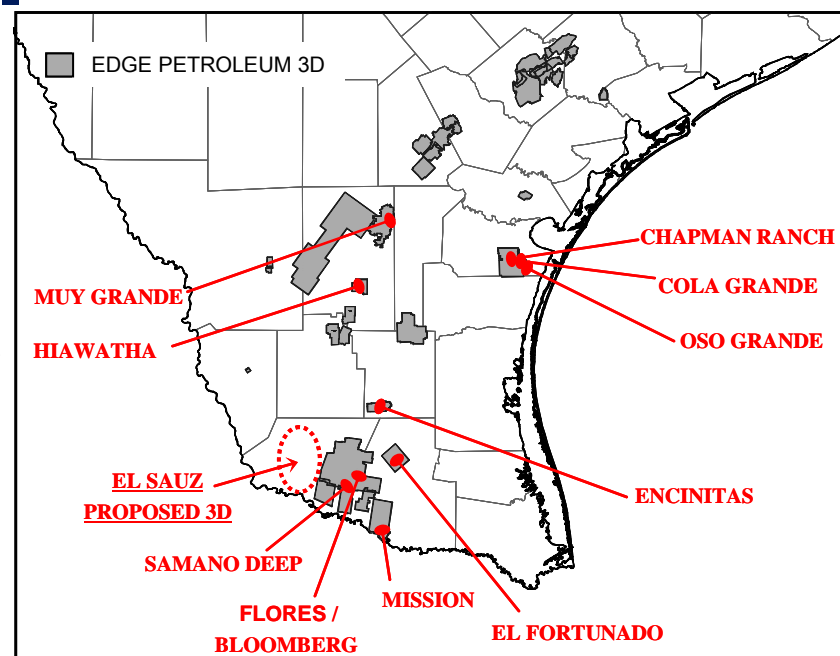 EDGE PETROLEUM 3D
CHAPMAN RANCH
COLA GRANDE
MUY GRANDE
OSO GRANDE
HIAWATHA
EL SAUZ
PROPOSED 3D
ENCINITAS
SAMANO DEEP
MISSION
FLORES /
BLOOMBERG
EL FORTUNADO